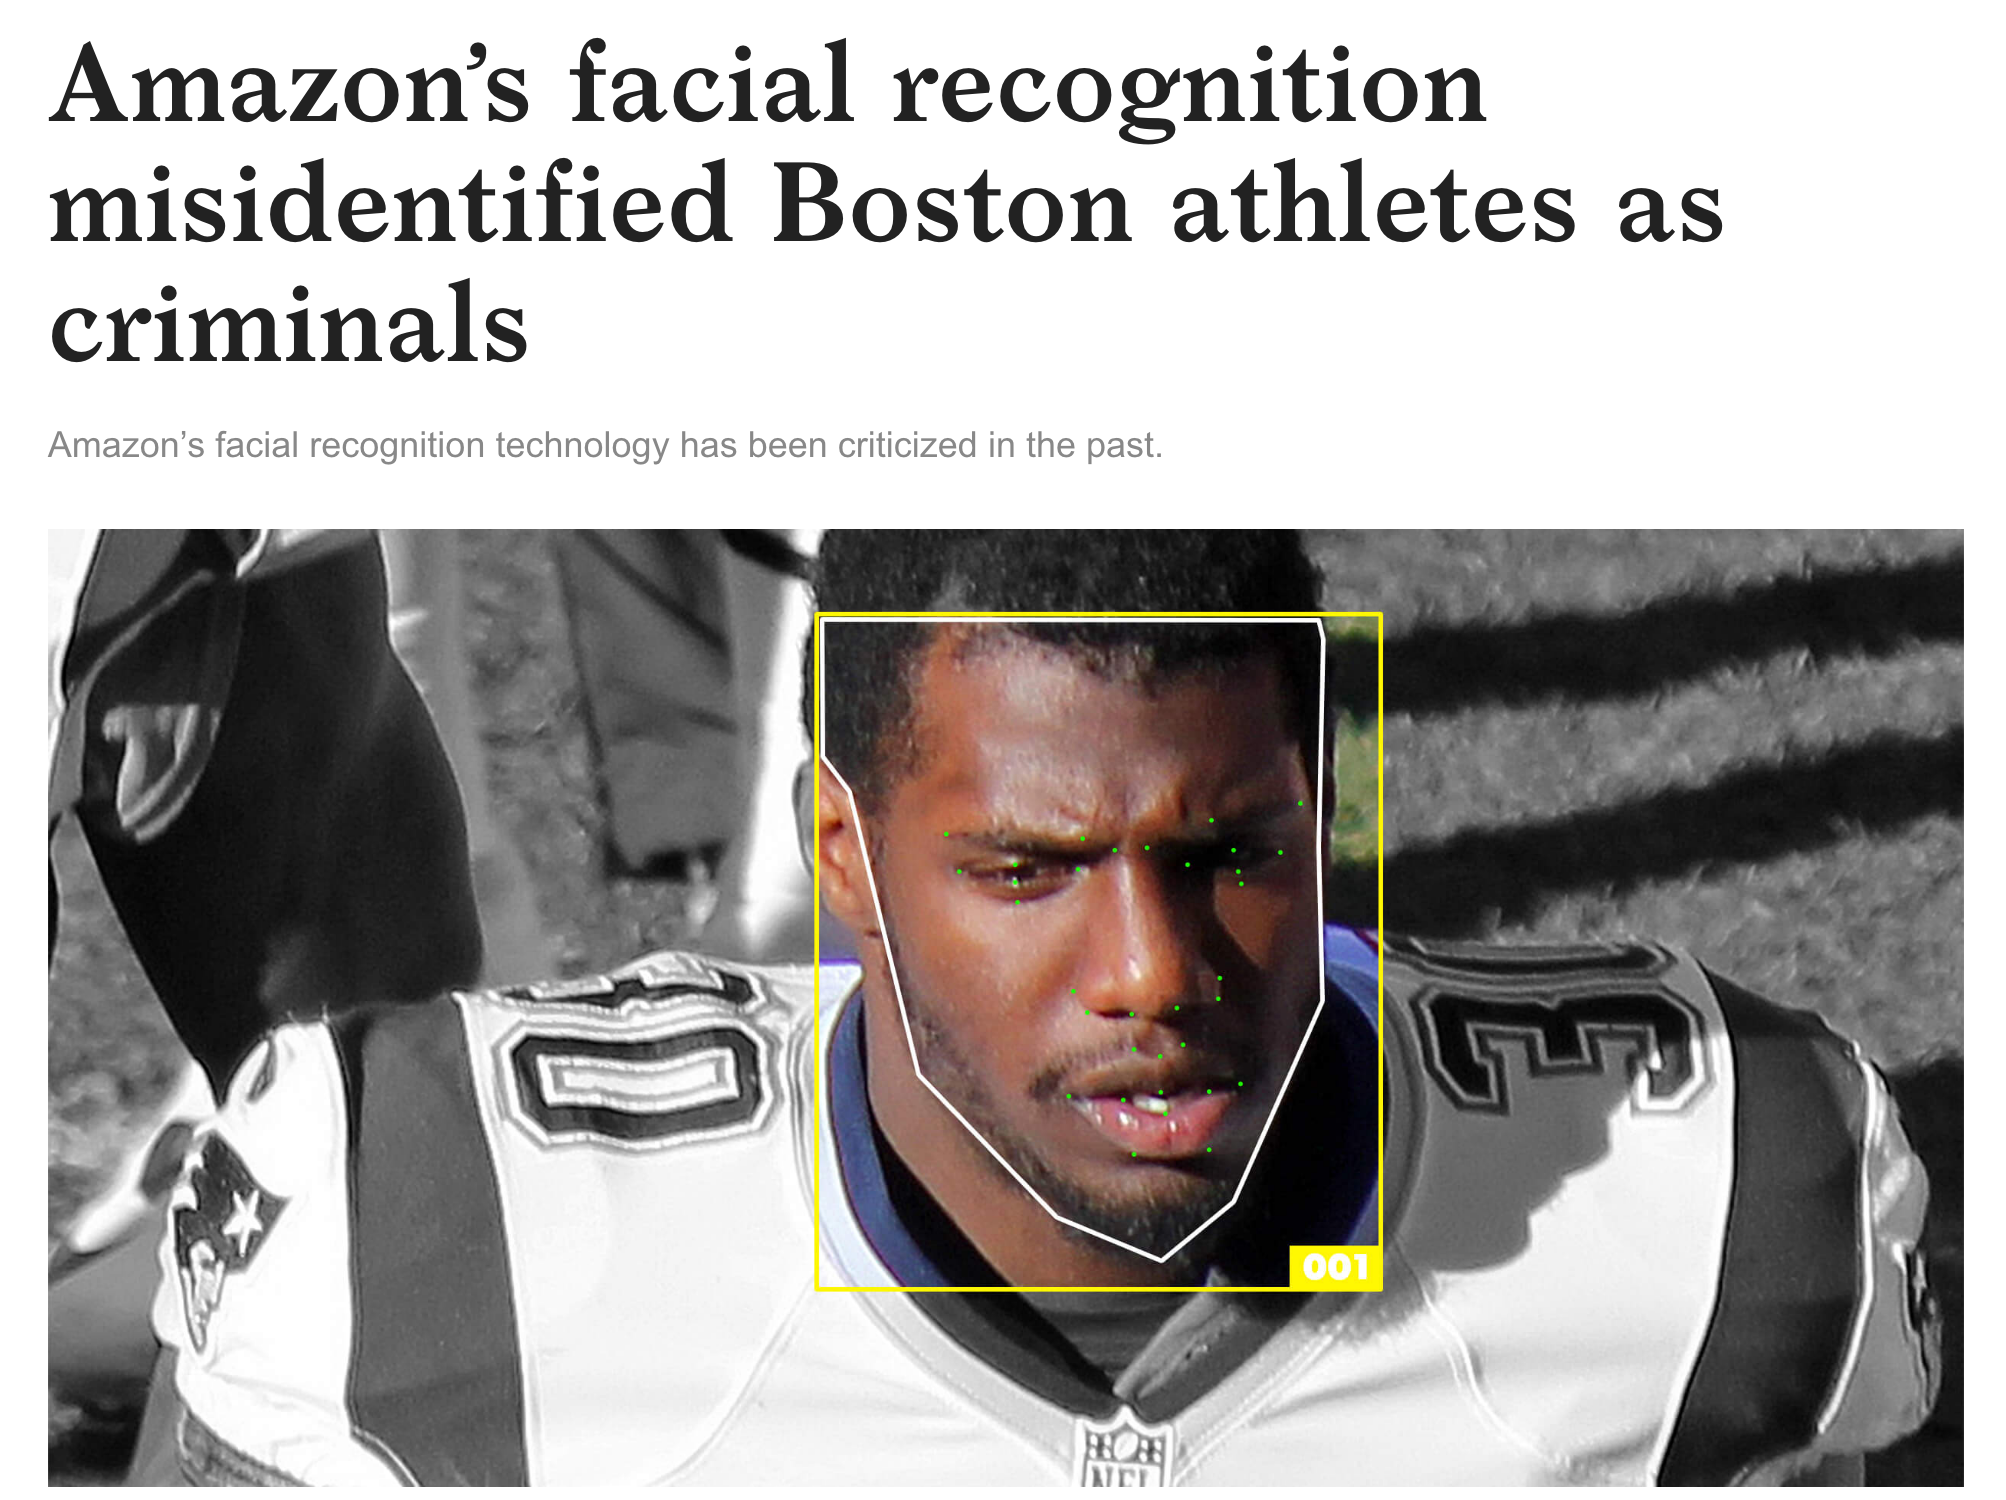 Amazon’s facial recognition
misidentified Boston athletes as
criminals
Amazon’s facial recognition technology has been criticized in the past.
001
NFL